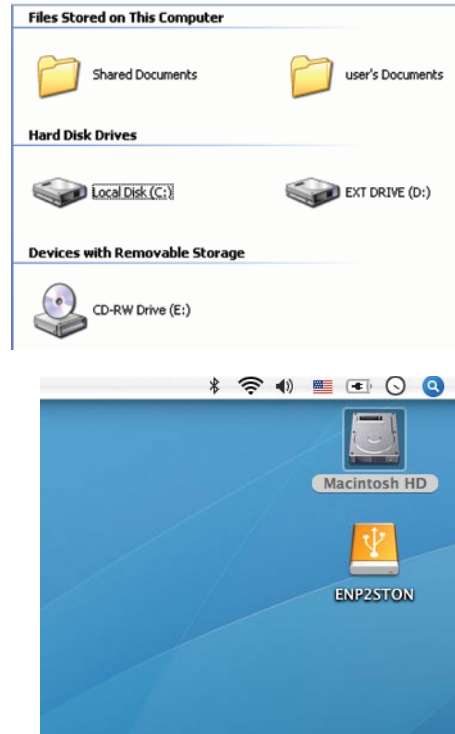 Files Stored on This Computer
Shared Documents
user's Documents
Hard Disk Drives
Local Disk (C:)
EXT DRIVE (D:)
Devices with Removable Storage
CD-RW Drive (E:)
Macintosh HD
ENP2STON